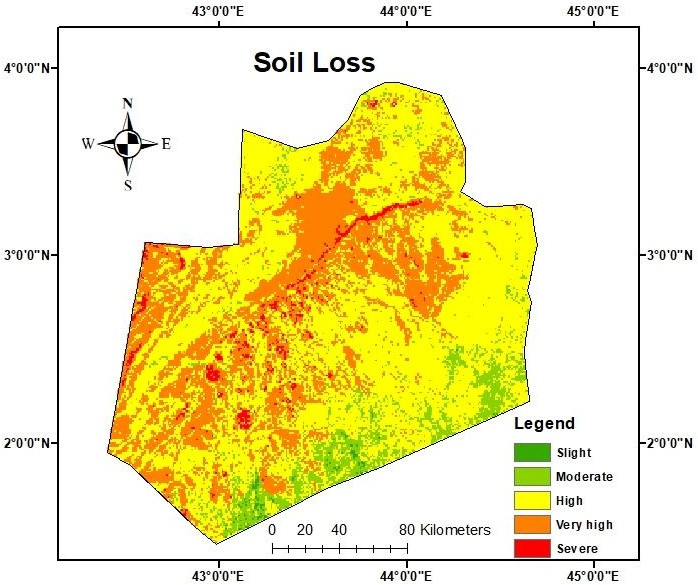 43°0'0"E 44°0'0"E 45°0'0"E
Soil Loss
4°0'0"N 4°0'0"N
N
W E
S
3°0'0"N 3°0'0"N
2°0'0"N 2°0'0"N
Legend
Slight
Moderate
High
Very high
Severe
0 20 40 80 Kilometers
43°0'0"E 44°0'0"E 45°0'0"E